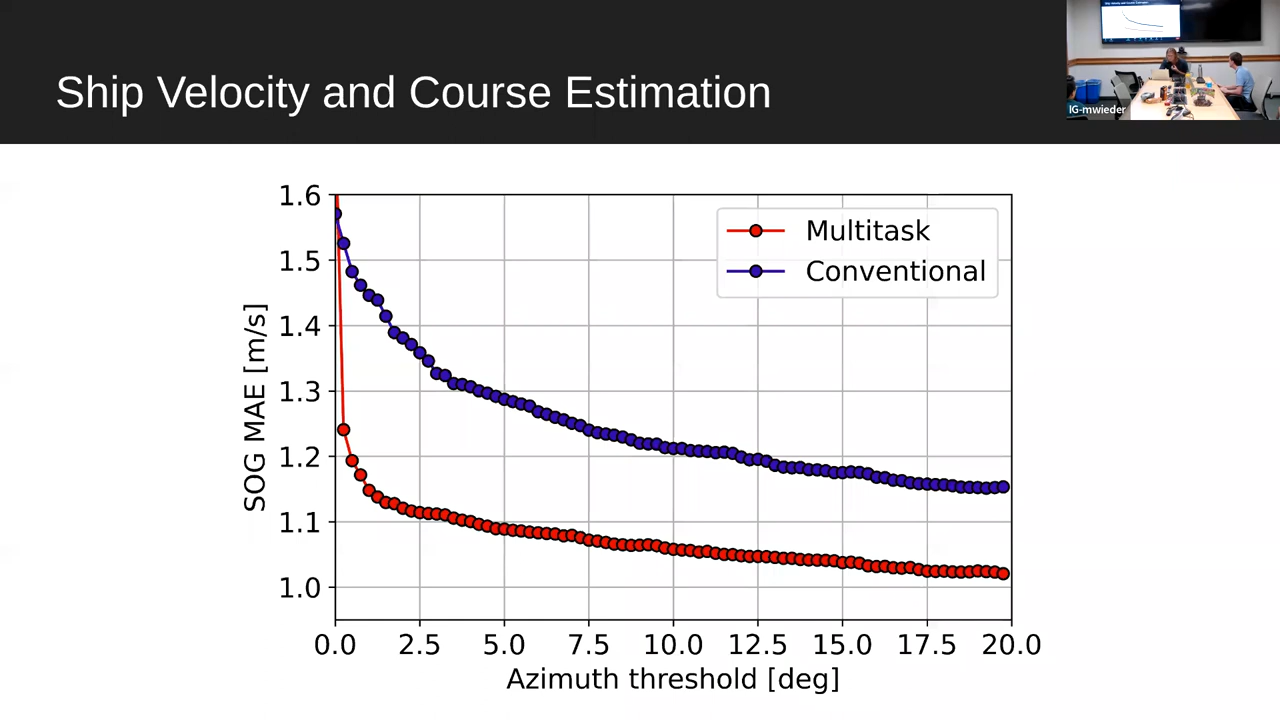 Ship Velocity and Course Estimation
IG-mwieder
Multitask
Conventional
SOG MAE [m/s]
1.6
1.5
1.4
1.3
1.2
1.1
1.0
0.0 2.5 5.0 7.5 10.0 12.5 15.0 17.5 20.0
Azimuth threshold [deg]